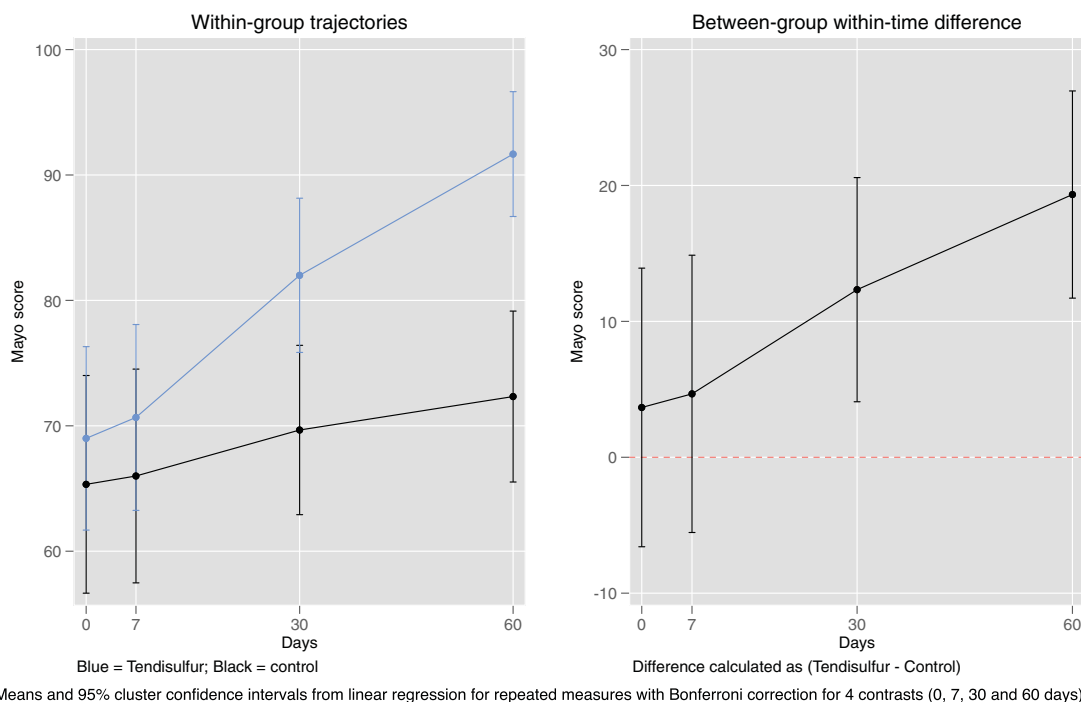 Within-group trajectories
100
90
80
70
60
Mayo score
0 7 30 60
Days
Blue = Tendisulfur; Black = control
Between-group within-time difference
30
20
10
0
-10
Mayo score
0 7 30 60
Days
Difference calculated as (Tendisulfur - Control)
Means and 95% cluster confidence intervals from linear regression for repeated measures with Bonferroni correction for 4 contrasts (0, 7, 30 and 60 days)